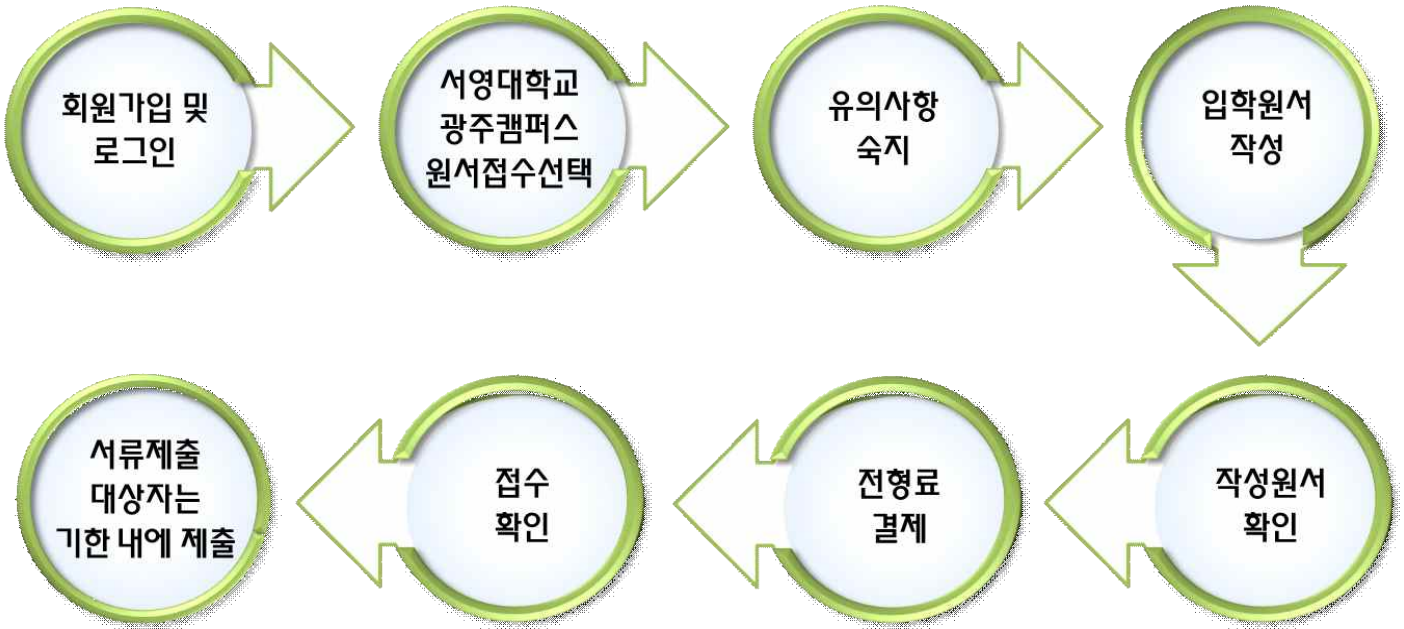 회원가입 및
로그인
서영대학교
광주캠퍼스
원서접수선택
유의사항
숙지
입학원서
작성
작성원서
확인
전형료
결제
접수
확인
서류제출
대상자는
기한 내에 제출